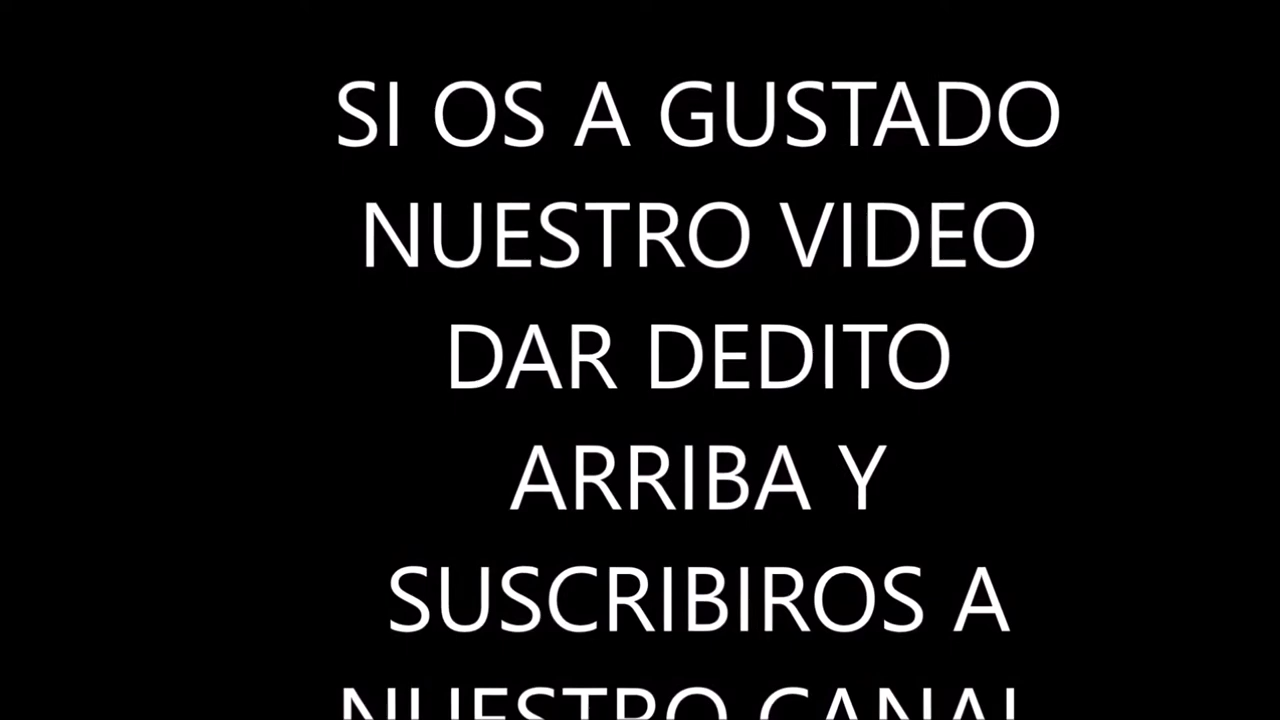 SI OS A GUSTADO
NUESTRO VIDEO
DAR DEDITO
ARRIBA Y
SUSCRIBIROS A
NUESTRO CANAL